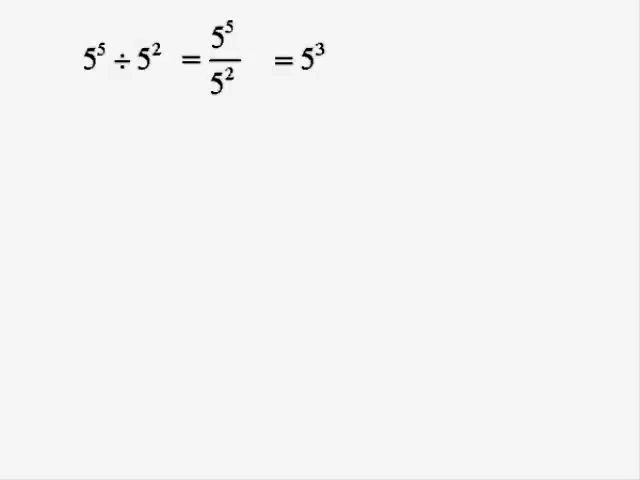 5⁵ ÷ 5² = 5⁵/5² = 5³